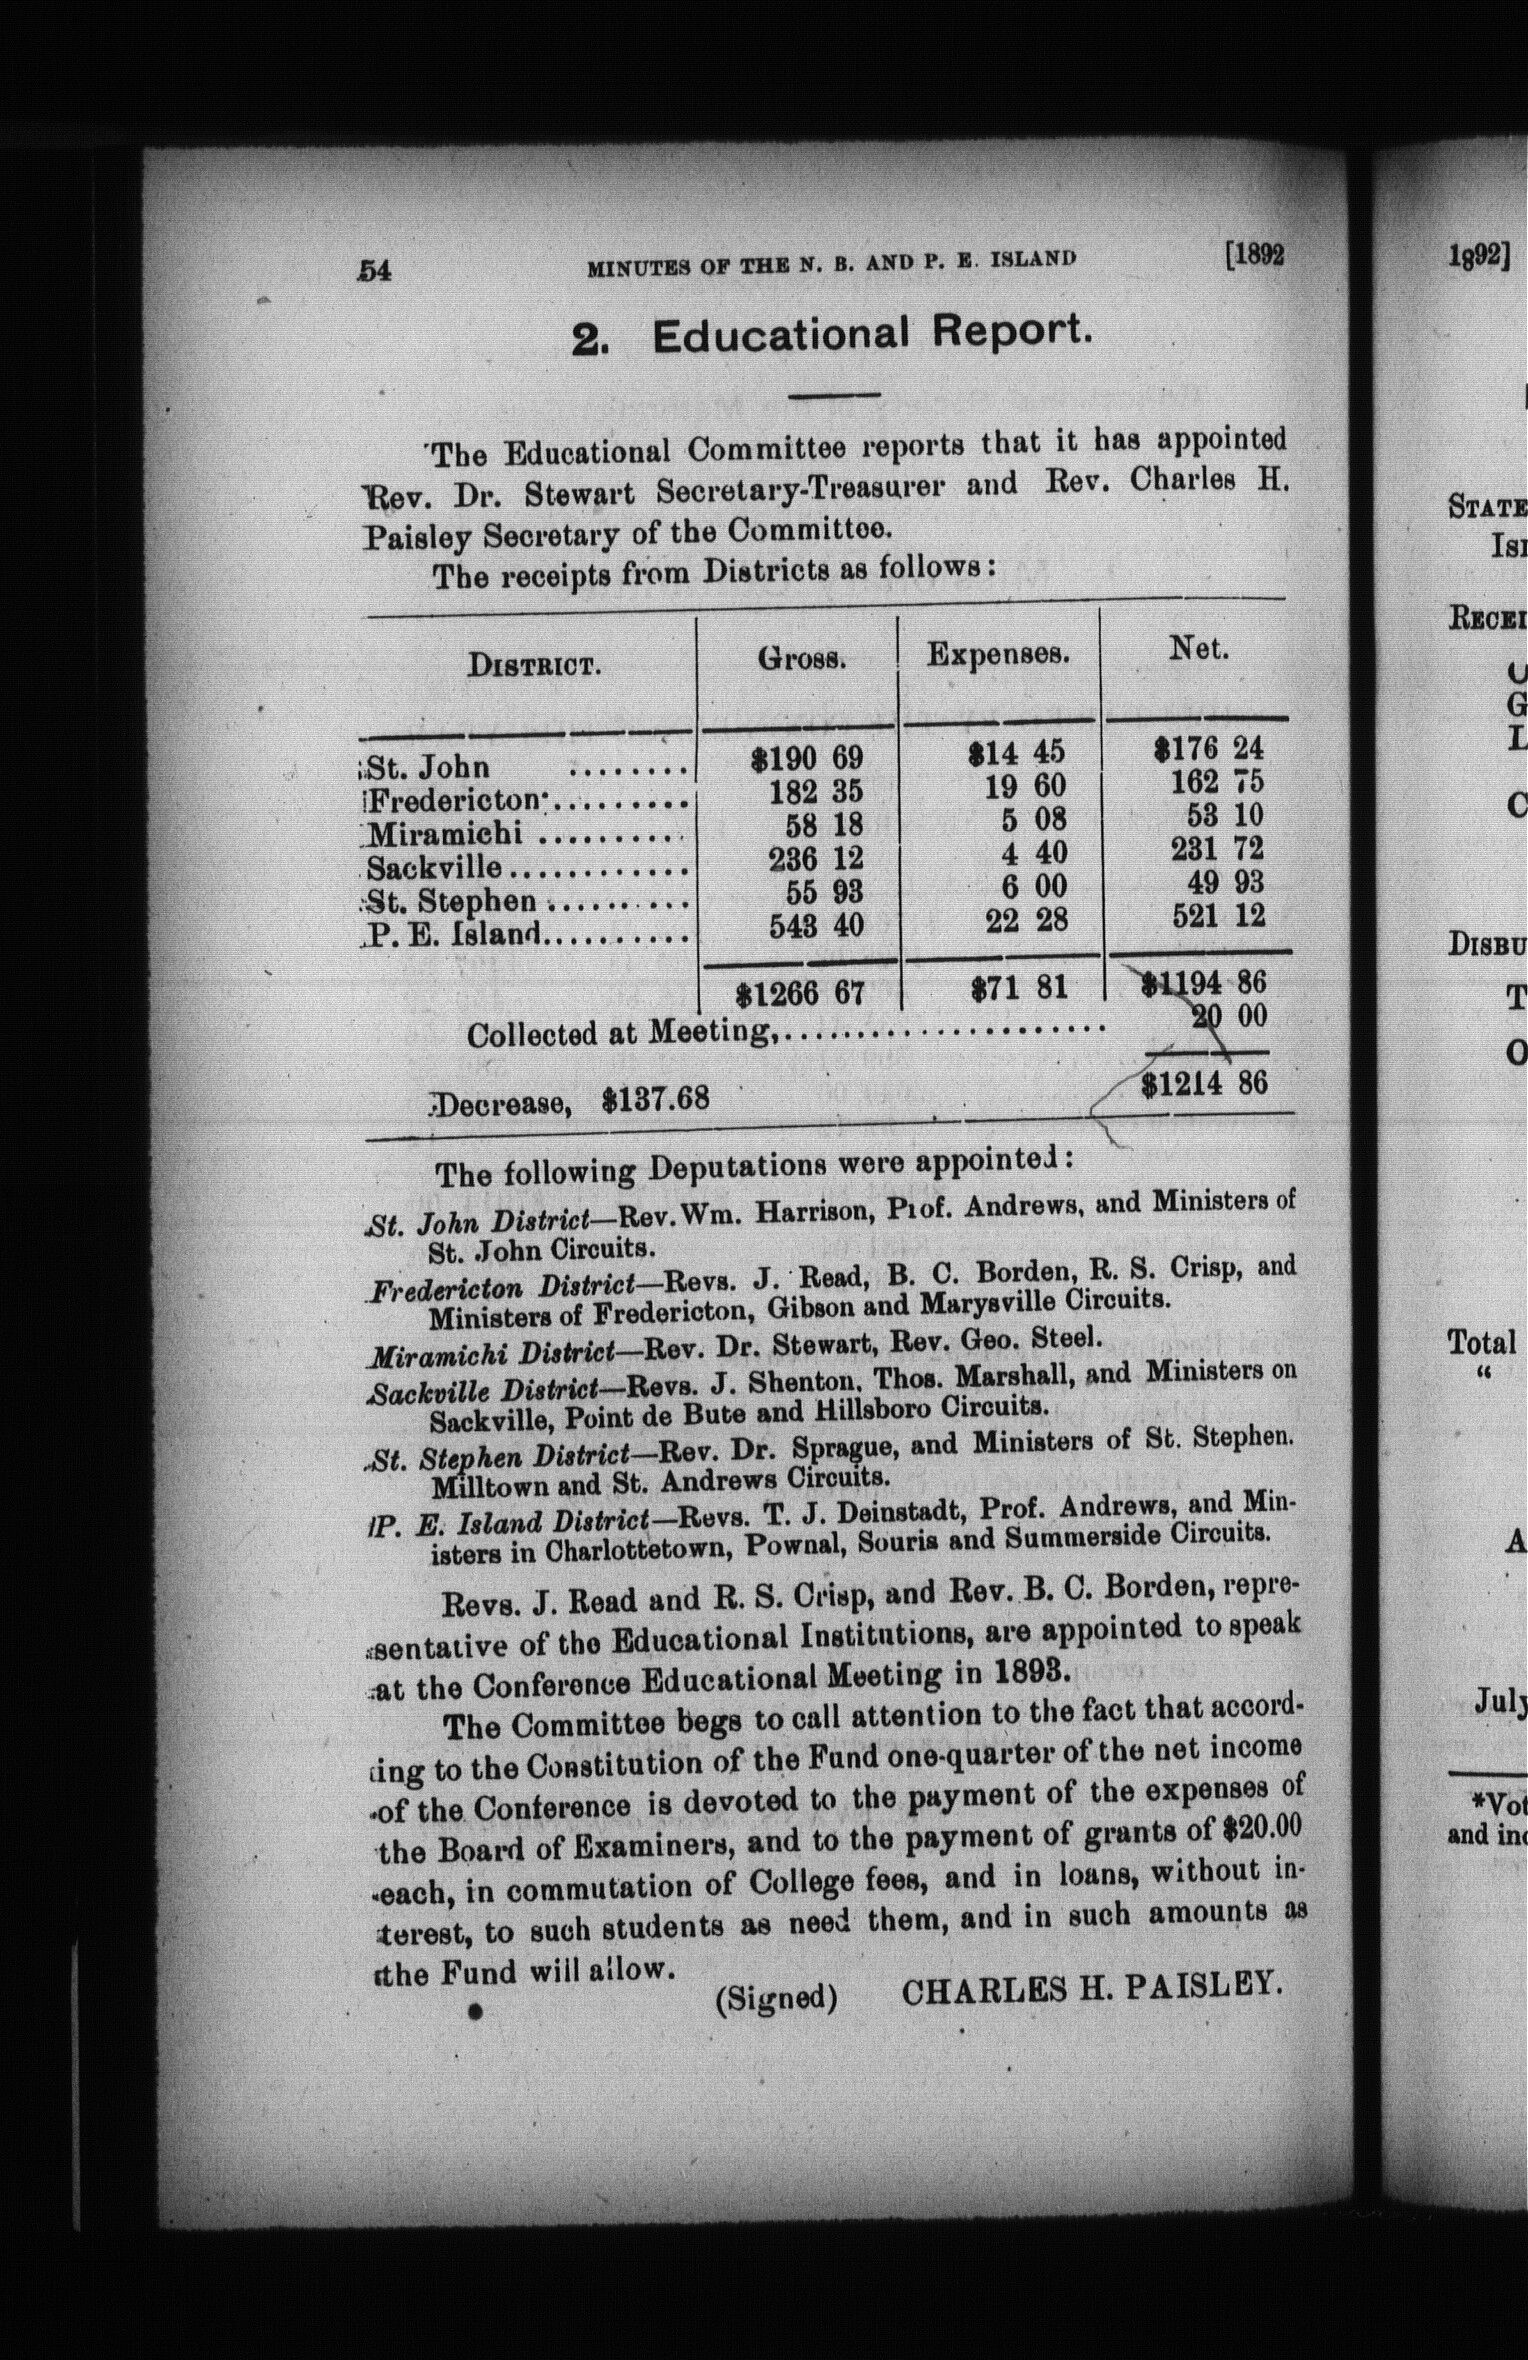 54 MINUTES OF THE N. B. AND P. E. ISLAND [1892
2. Educational Report.
The Educational Committee reports that it has appointed
Rev. Dr. Stewart Secretary-Treasurer and Rev. Charles H.
Paisley Secretary of the Committee.
The receipts from Districts as follows:
DISTRICT. Gross. Expenses. Net.
St. John ........ $190 69 $14 45 $176 24
Fredericton ......... 182 35 19 60 162 75
Miramichi .......... 58 18 5 08 53 10
Sackville............ 236 12 4 40 231 72
St. Stephen .......... 55 93 6 00 49 93
P. E. Island.......... 543 40 22 28 521 12
$1266 67 $71 81 $1194 86
Collected at Meeting,...................... 20 00
$1214 86
Decrease, $137.68
The following Deputations were appointed:
St. John District—Rev. Wm. Harrison, Prof. Andrews, and Ministers of
St. John Circuits.
Fredericton District—Revs. J. Read, B. C. Borden, R. S. Crisp, and
Ministers of Fredericton, Gibson and Marysville Circuits.
Miramichi District—Rev. Dr. Stewart, Rev. Geo. Steel.
Sackville District—Revs. J. Shenton, Thos. Marshall, and Ministers on
Sackville, Point de Bute and Hillsboro Circuits.
St. Stephen District—Rev. Dr. Sprague, and Ministers of St. Stephen.
Milltown and St. Andrews Circuits.
P. E. Island District—Revs. T. J. Deinstadt, Prof. Andrews, and Min-
isters in Charlottetown, Pownal, Souris and Summerside Circuits.
Revs. J. Read and R. S. Crisp, and Rev. B. C. Borden, repre-
sentative of the Educational Institutions, are appointed to speak
at the Conference Educational Meeting in 1893.
The Committee begs to call attention to the fact that accord-
ing to the Constitution of the Fund one-quarter of the net income
of the Conference is devoted to the payment of the expenses of
the Board of Examiners, and to the payment of grants of $20.00
each, in commutation of College fees, and in loans, without in-
terest, to such students as need them, and in such amounts as
the Fund will allow.
(Signed) CHARLES H. PAISLEY.
1892]
STATE
RECEI
G
L
C
DISBU
T
O
Total
“
A
July
*Vot
and inc